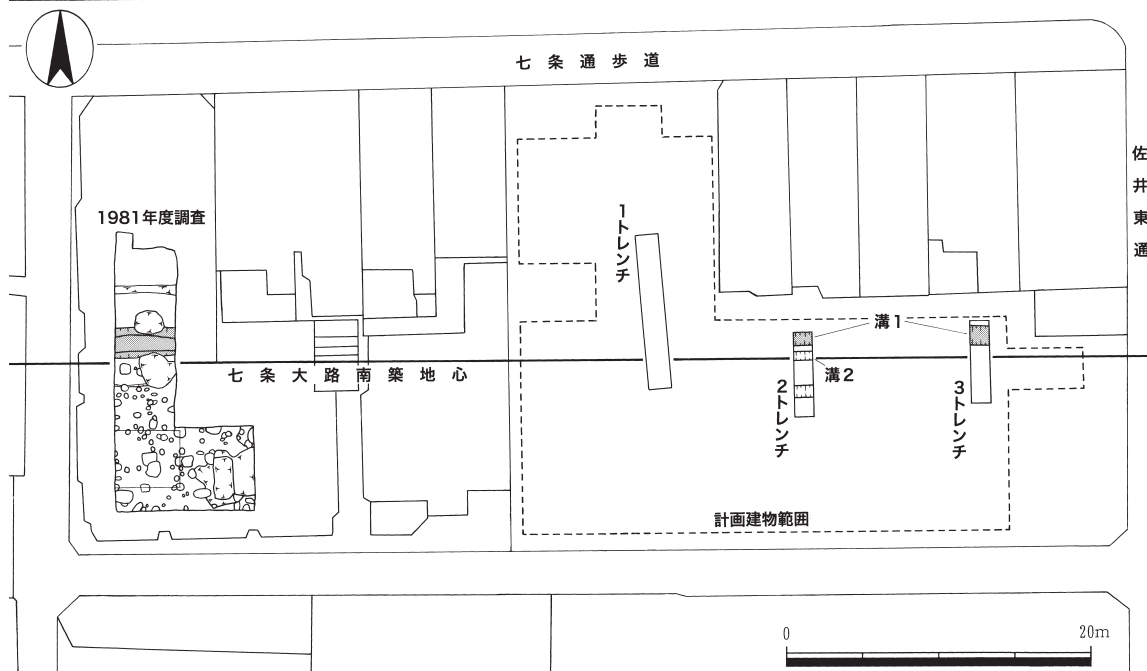 七条通歩道
佐井東通
1981年度調査
1トレンチ
溝1
七条大路南築地心
溝2
2トレンチ
3トレンチ
計画建物範囲
0 20m